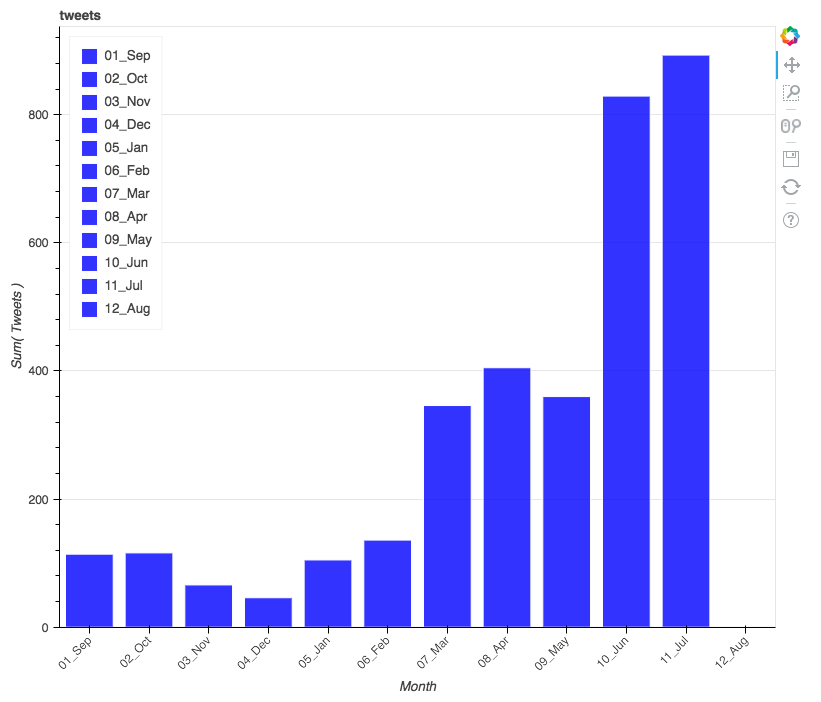 tweets
01_Sep
02_Oct
03_Nov
04_Dec
05_Jan
06_Feb
07_Mar
08_Apr
09_May
10_Jun
11_Jul
12_Aug
Sum( Tweets )
800
600
400
200
0
01_Sep 02_Oct 03_Nov 04_Dec 05_Jan 06_Feb 07_Mar 08_Apr 09_May 10_Jun 11_Jul 12_Aug
Month